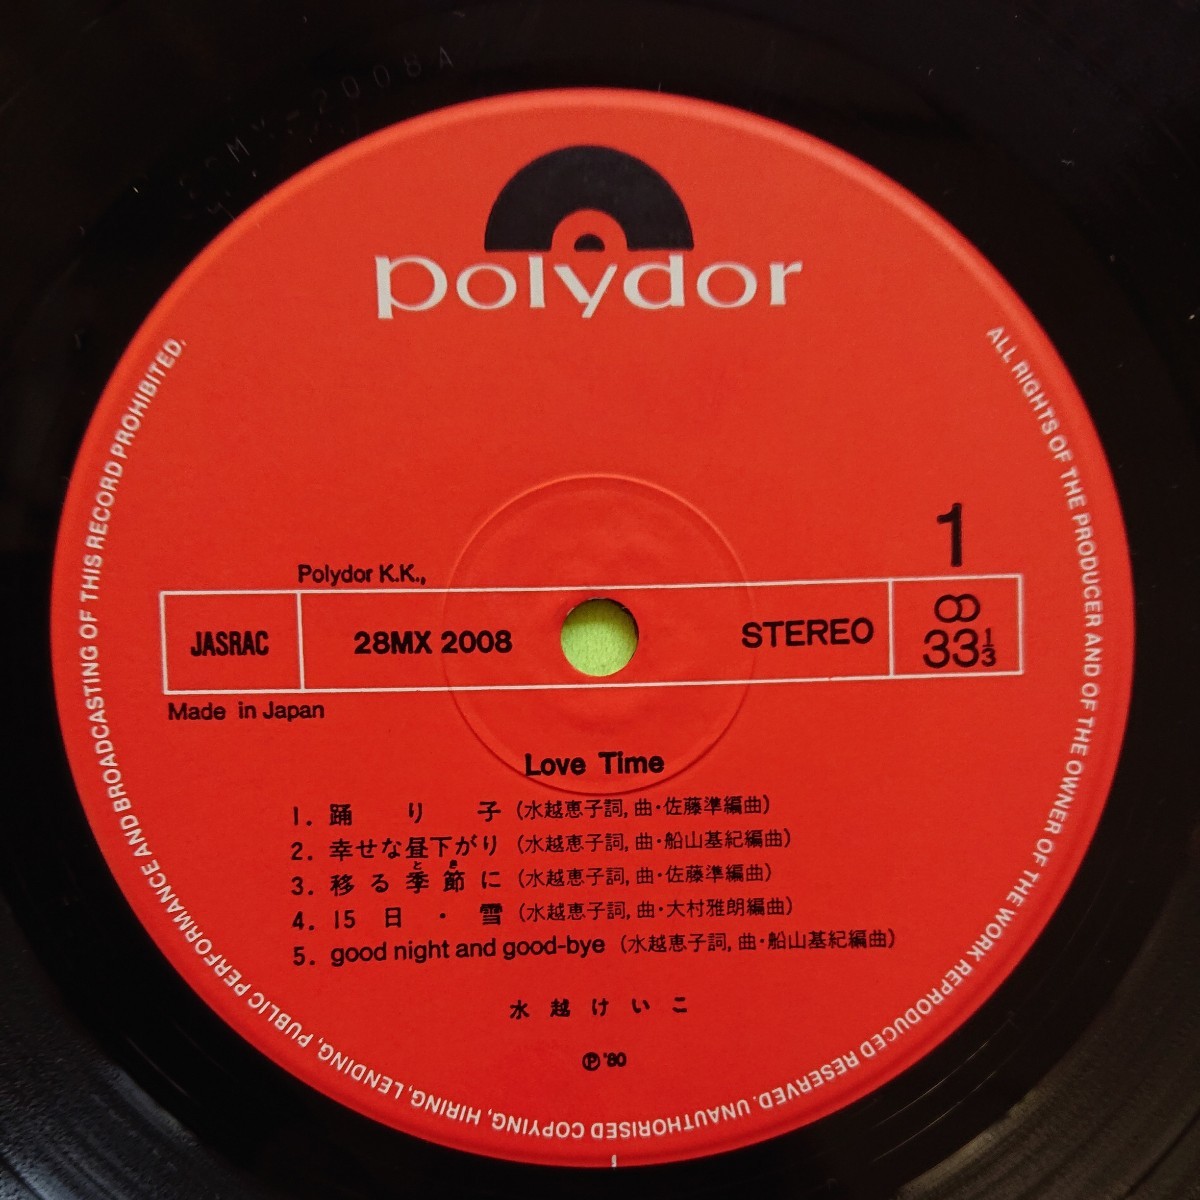 2008A
polydor
1
Polydor K.K.,
JASRAC
28MX 2008
STEREO
33⅓
Made in Japan
Love Time
1. 踊り子 (水越恵子詞, 曲・佐藤準編曲)
2. 幸せな昼下がり (水越恵子詞, 曲・船山基紀編曲)
とき
3. 移る季節に (水越恵子詞, 曲・佐藤準編曲)
4. 15日・雪 (水越恵子詞, 曲・大村雅朗編曲)
5. good night and good-bye (水越恵子詞, 曲・船山基紀編曲)
水越けいこ
Ⓟ '80
ALL RIGHTS OF THE PRODUCER AND OF THE OWNER OF THE WORK REPRODUCED RESERVED. UNAUTHORISED COPYING, HIRING, LENDING, PUBLIC PERFORMANCE AND BROADCASTING OF THIS RECORD PROHIBITED.